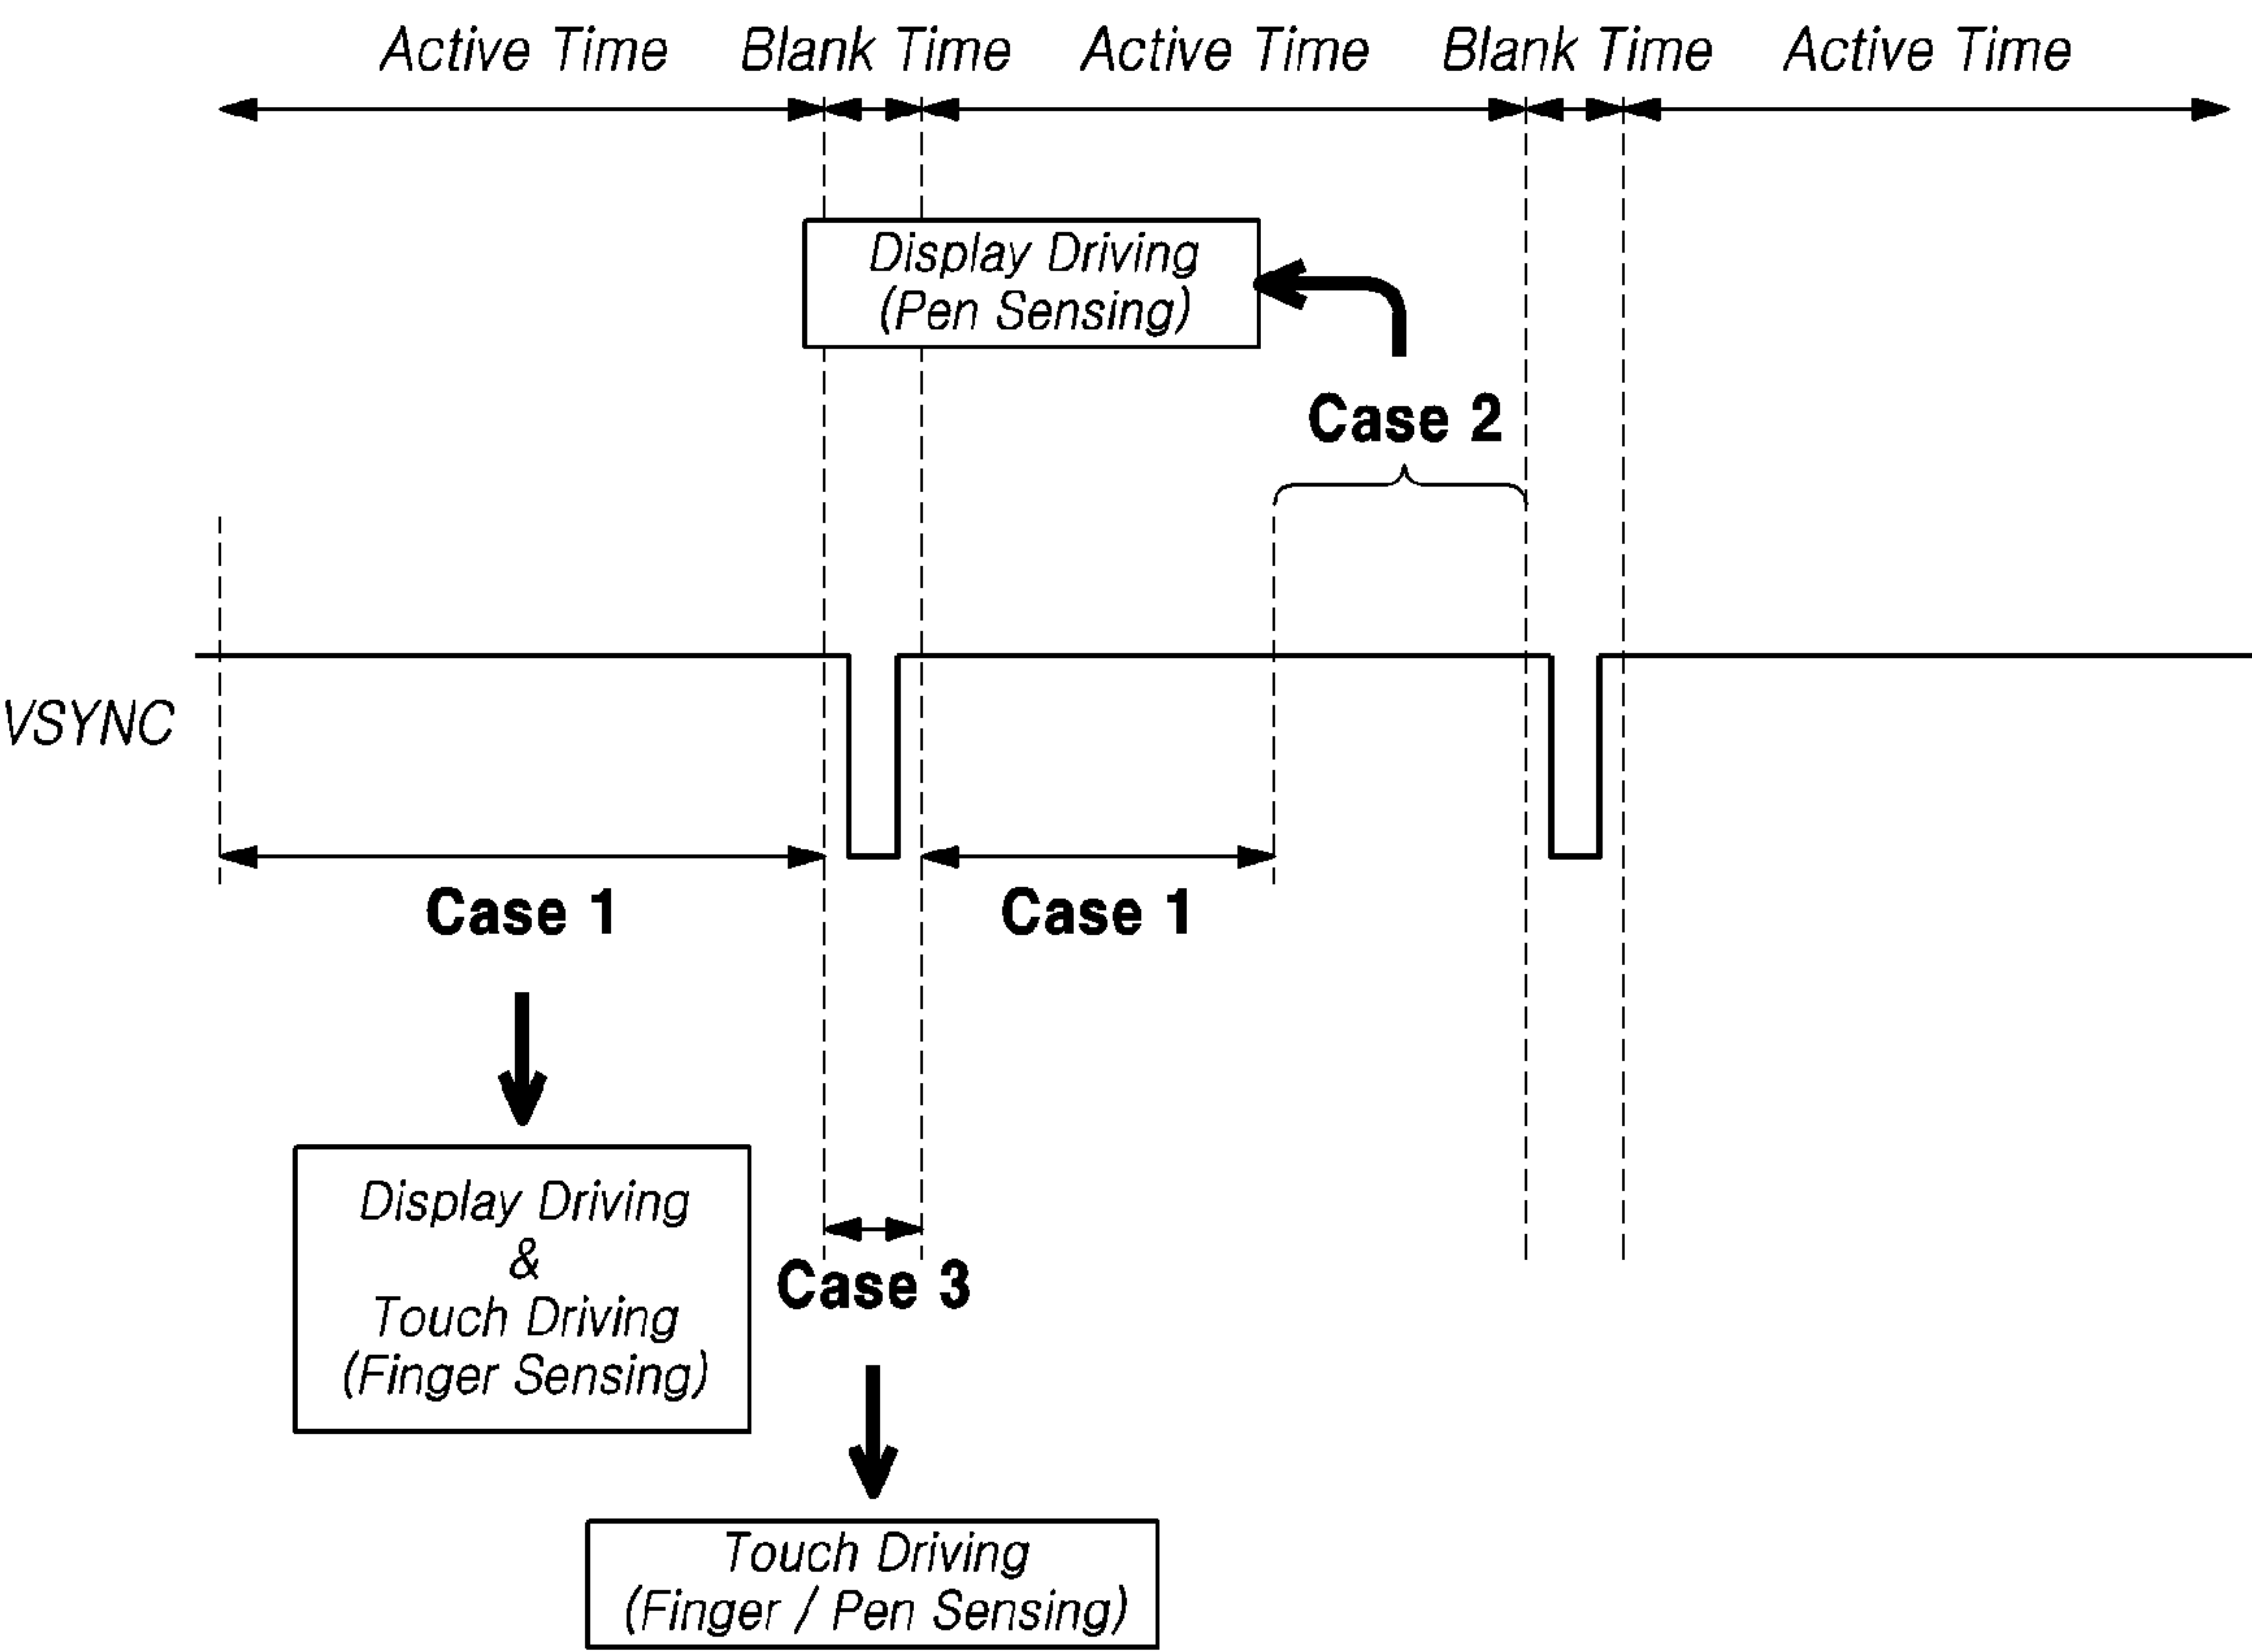 Active Time Blank Time Active Time Blank Time Active Time
Display Driving
(Pen Sensing)
Case 2
VSYNC
Case 1 Case 1
Display Driving
&
Touch Driving
(Finger Sensing)
Case 3
Touch Driving
(Finger / Pen Sensing)